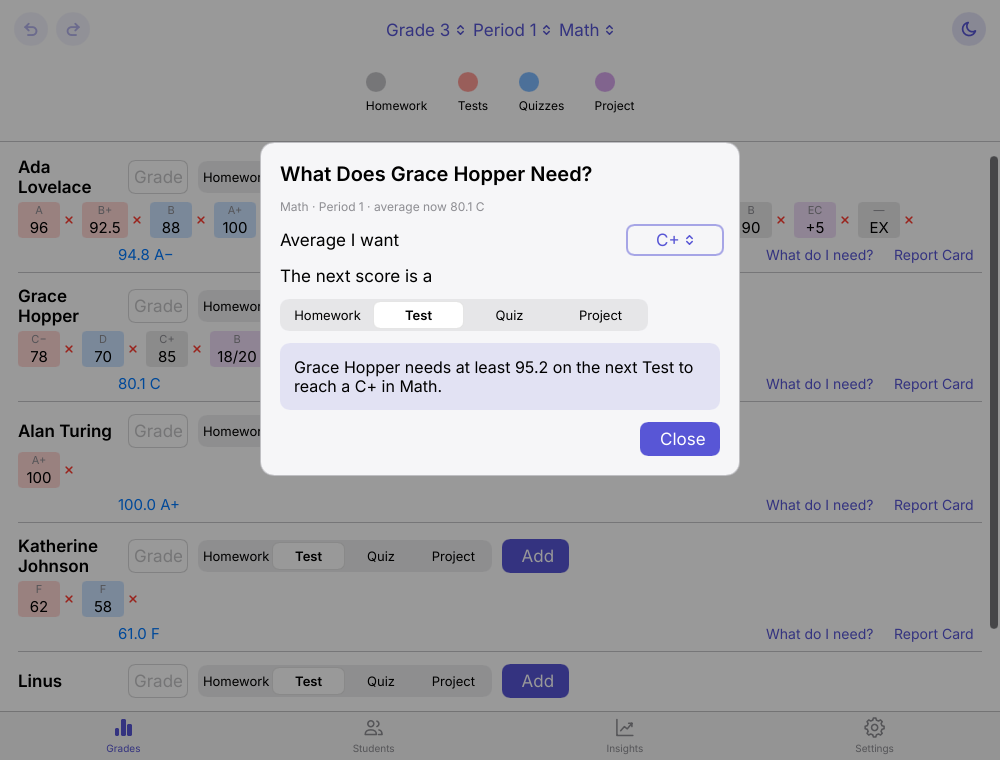 Grade 3 Period 1 Math
Homework Tests Quizzes Project
Ada
Lovelace
Grade
Homewor
What Does Grace Hopper Need?
Math · Period 1 · average now 80.1 C
Average I want
C+
The next score is a
Homework Test Quiz Project
Grace Hopper needs at least 95.2 on the next Test to
reach a C+ in Math.
Close
A B+ B A+ B EC —
96 × 92.5 × 88 × 100 90 × +5 × EX ×
94.8 A− What do I need? Report Card
Grace
Hopper
Grade
Homewor
C− D C+ B
78 × 70 × 85 × 18/20
80.1 C What do I need? Report Card
Alan Turing Grade Homewor
A+
100 ×
100.0 A+ What do I need? Report Card
Katherine
Johnson
Grade Homework Test Quiz Project Add
F F
62 × 58 ×
61.0 F What do I need? Report Card
Linus Grade Homework Test Quiz Project Add
Grades Students Insights Settings